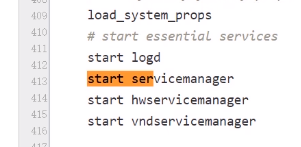 409 load_system_props
410 # start essential services
411 start logd
412
413 start servicemanager
414 start hwservicemanager
415 start vndservicemanager
416
417